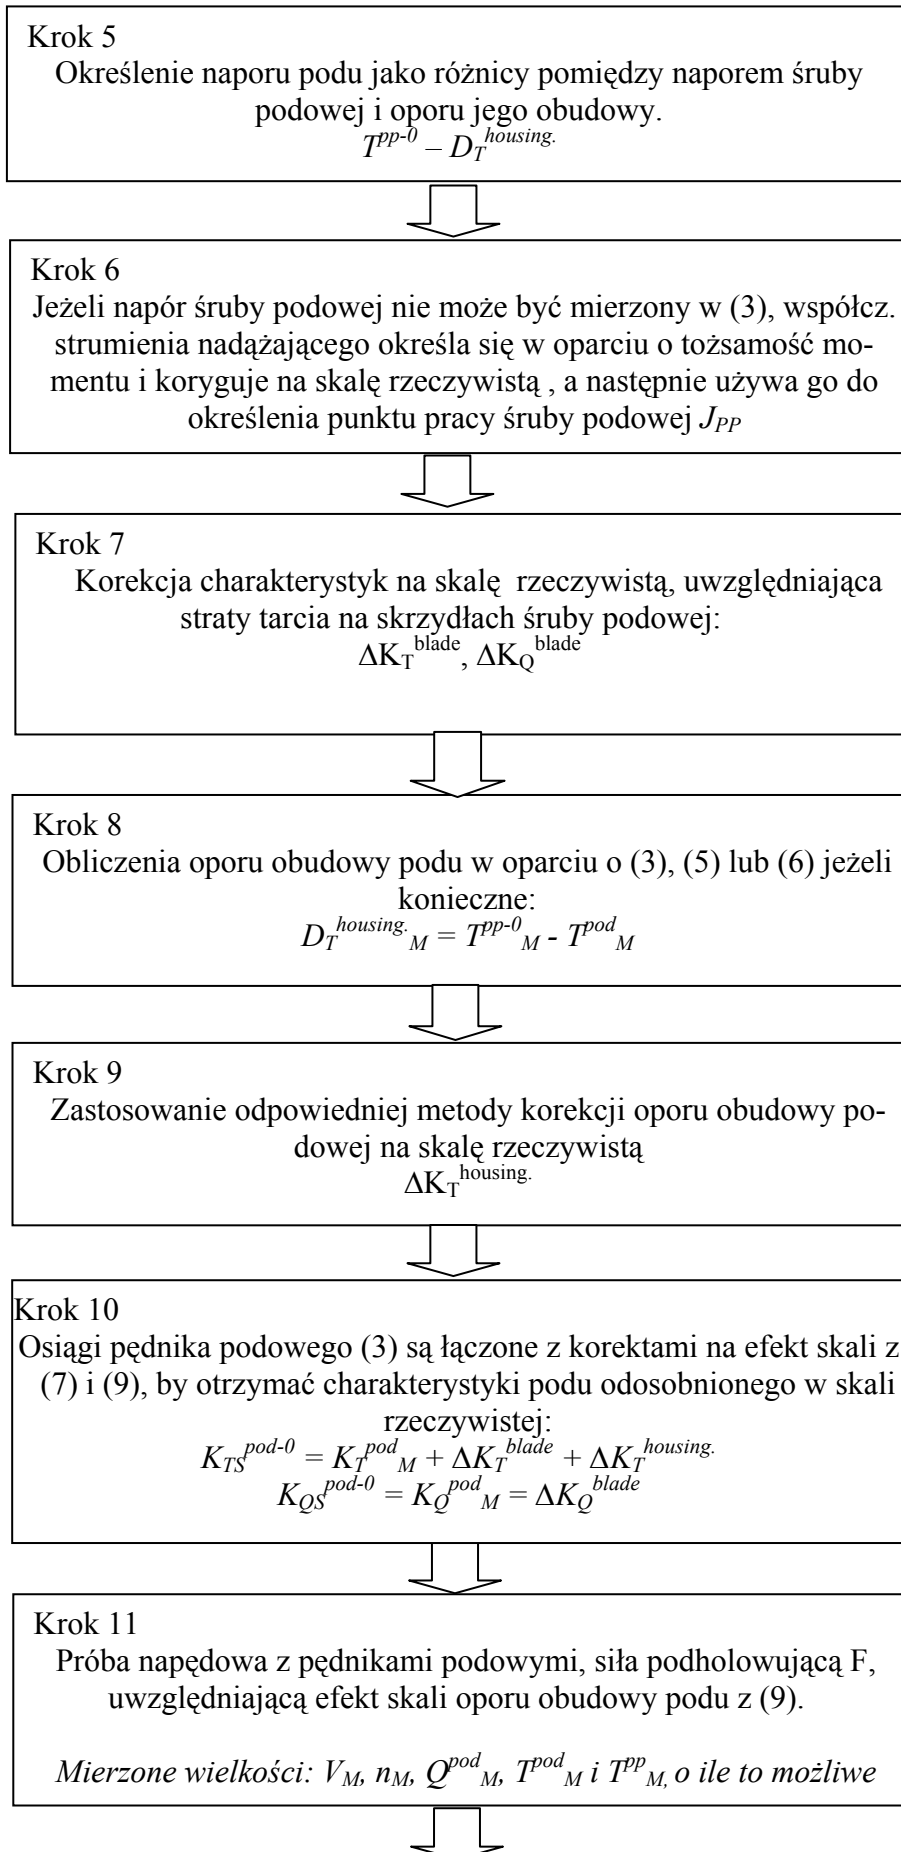 Krok 5
Określenie naporu podu jako różnicy pomiędzy naporem śruby
podowej i oporu jego obudowy.
T^{pp-0} – D_T^{housing.}
Krok 6
Jeżeli napór śruby podowej nie może być mierzony w (3), współcz.
strumienia nadążającego określa się w oparciu o tożsamość mo-
mentu i koryguje na skalę rzeczywistą , a następnie używa go do
określenia punktu pracy śruby podowej J_{PP}
Krok 7
Korekcja charakterystyk na skalę rzeczywistą, uwzględniająca
straty tarcia na skrzydłach śruby podowej:
ΔK_T^{blade}, ΔK_Q^{blade}
Krok 8
Obliczenia oporu obudowy podu w oparciu o (3), (5) lub (6) jeżeli
konieczne:
D_T^{housing.}_M = T^{pp-0}_M - T^{pod}_M
Krok 9
Zastosowanie odpowiedniej metody korekcji oporu obudowy po-
dowej na skalę rzeczywistą
ΔK_T^{housing.}
Krok 10
Osiągi pędnika podowego (3) są łączone z korektami na efekt skali z
(7) i (9), by otrzymać charakterystyki podu odosobnionego w skali
rzeczywistej:
K_{TS}^{pod-0} = K_T^{pod}_M + ΔK_T^{blade} + ΔK_T^{housing.}
K_{QS}^{pod-0} = K_Q^{pod}_M = ΔK_Q^{blade}
Krok 11
Próba napędowa z pędnikami podowymi, siła podholowującą F,
uwzględniającą efekt skali oporu obudowy podu z (9).
Mierzone wielkości: V_M, n_M, Q^{pod}_M, T^{pod}_M i T^{pp}_M, o ile to możliwe